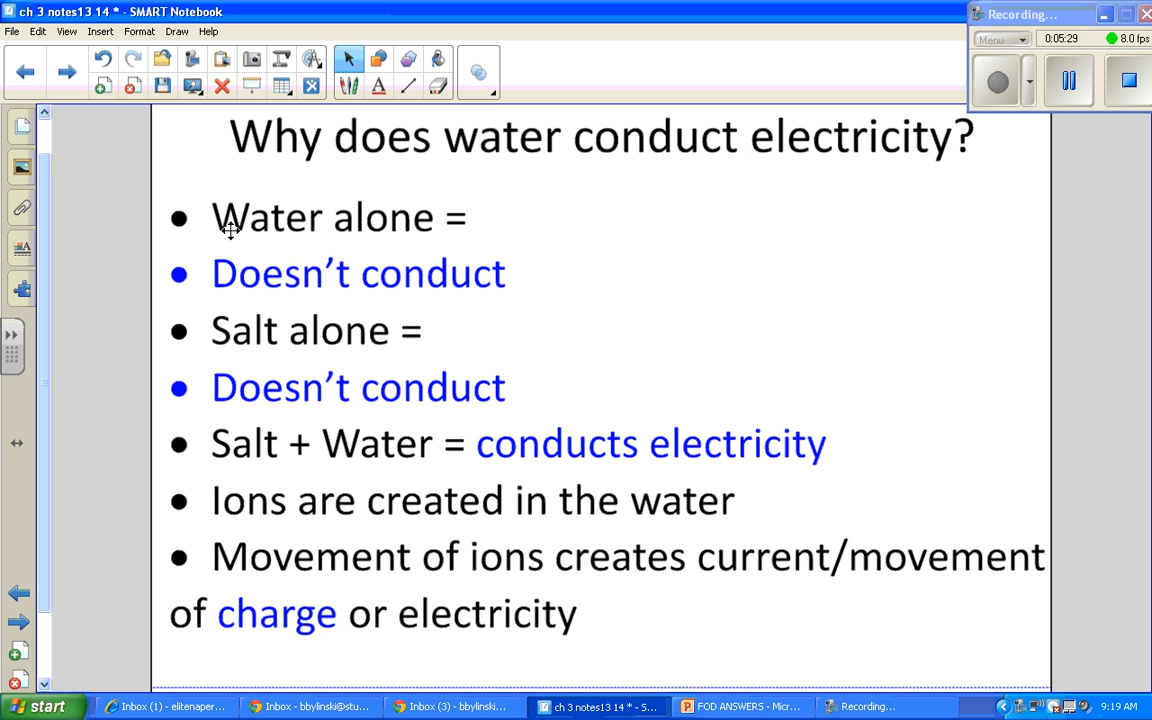 ch 3 notes13 14 * - SMART Notebook
Recording...
File Edit View Insert Format Draw Help
Menu
0:05:29
8.0 fps
Why does water conduct electricity?
• Water alone =
• Doesn’t conduct
• Salt alone =
• Doesn’t conduct
• Salt + Water = conducts electricity
• Ions are created in the water
• Movement of ions creates current/movement
of charge or electricity
start
Inbox (1) - elitenaper...
Inbox - bbylinski@stu...
Inbox (3) - bbylinski...
ch 3 notes13 14 * - S...
FOD ANSWERS - Micr...
Recording...
9:19 AM